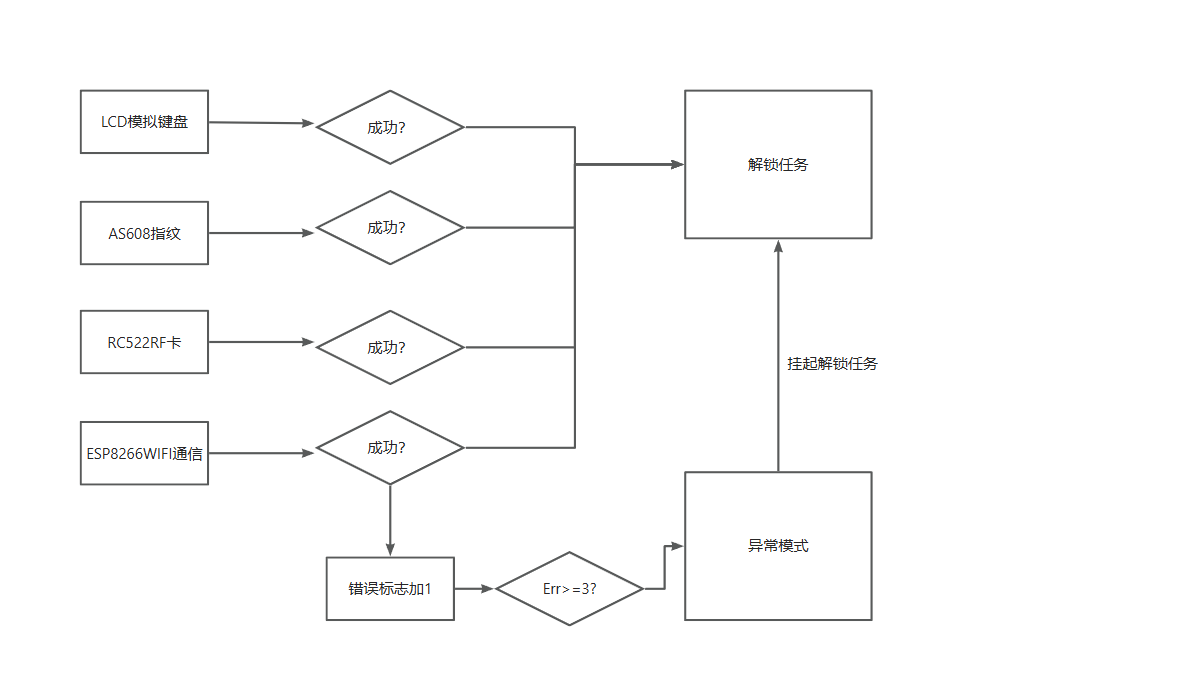 LCD模拟键盘
成功?
解锁任务
AS608指纹
成功?
RC522RF卡
成功?
挂起解锁任务
ESP8266WIFI通信
成功?
异常模式
错误标志加1
Err>=3?